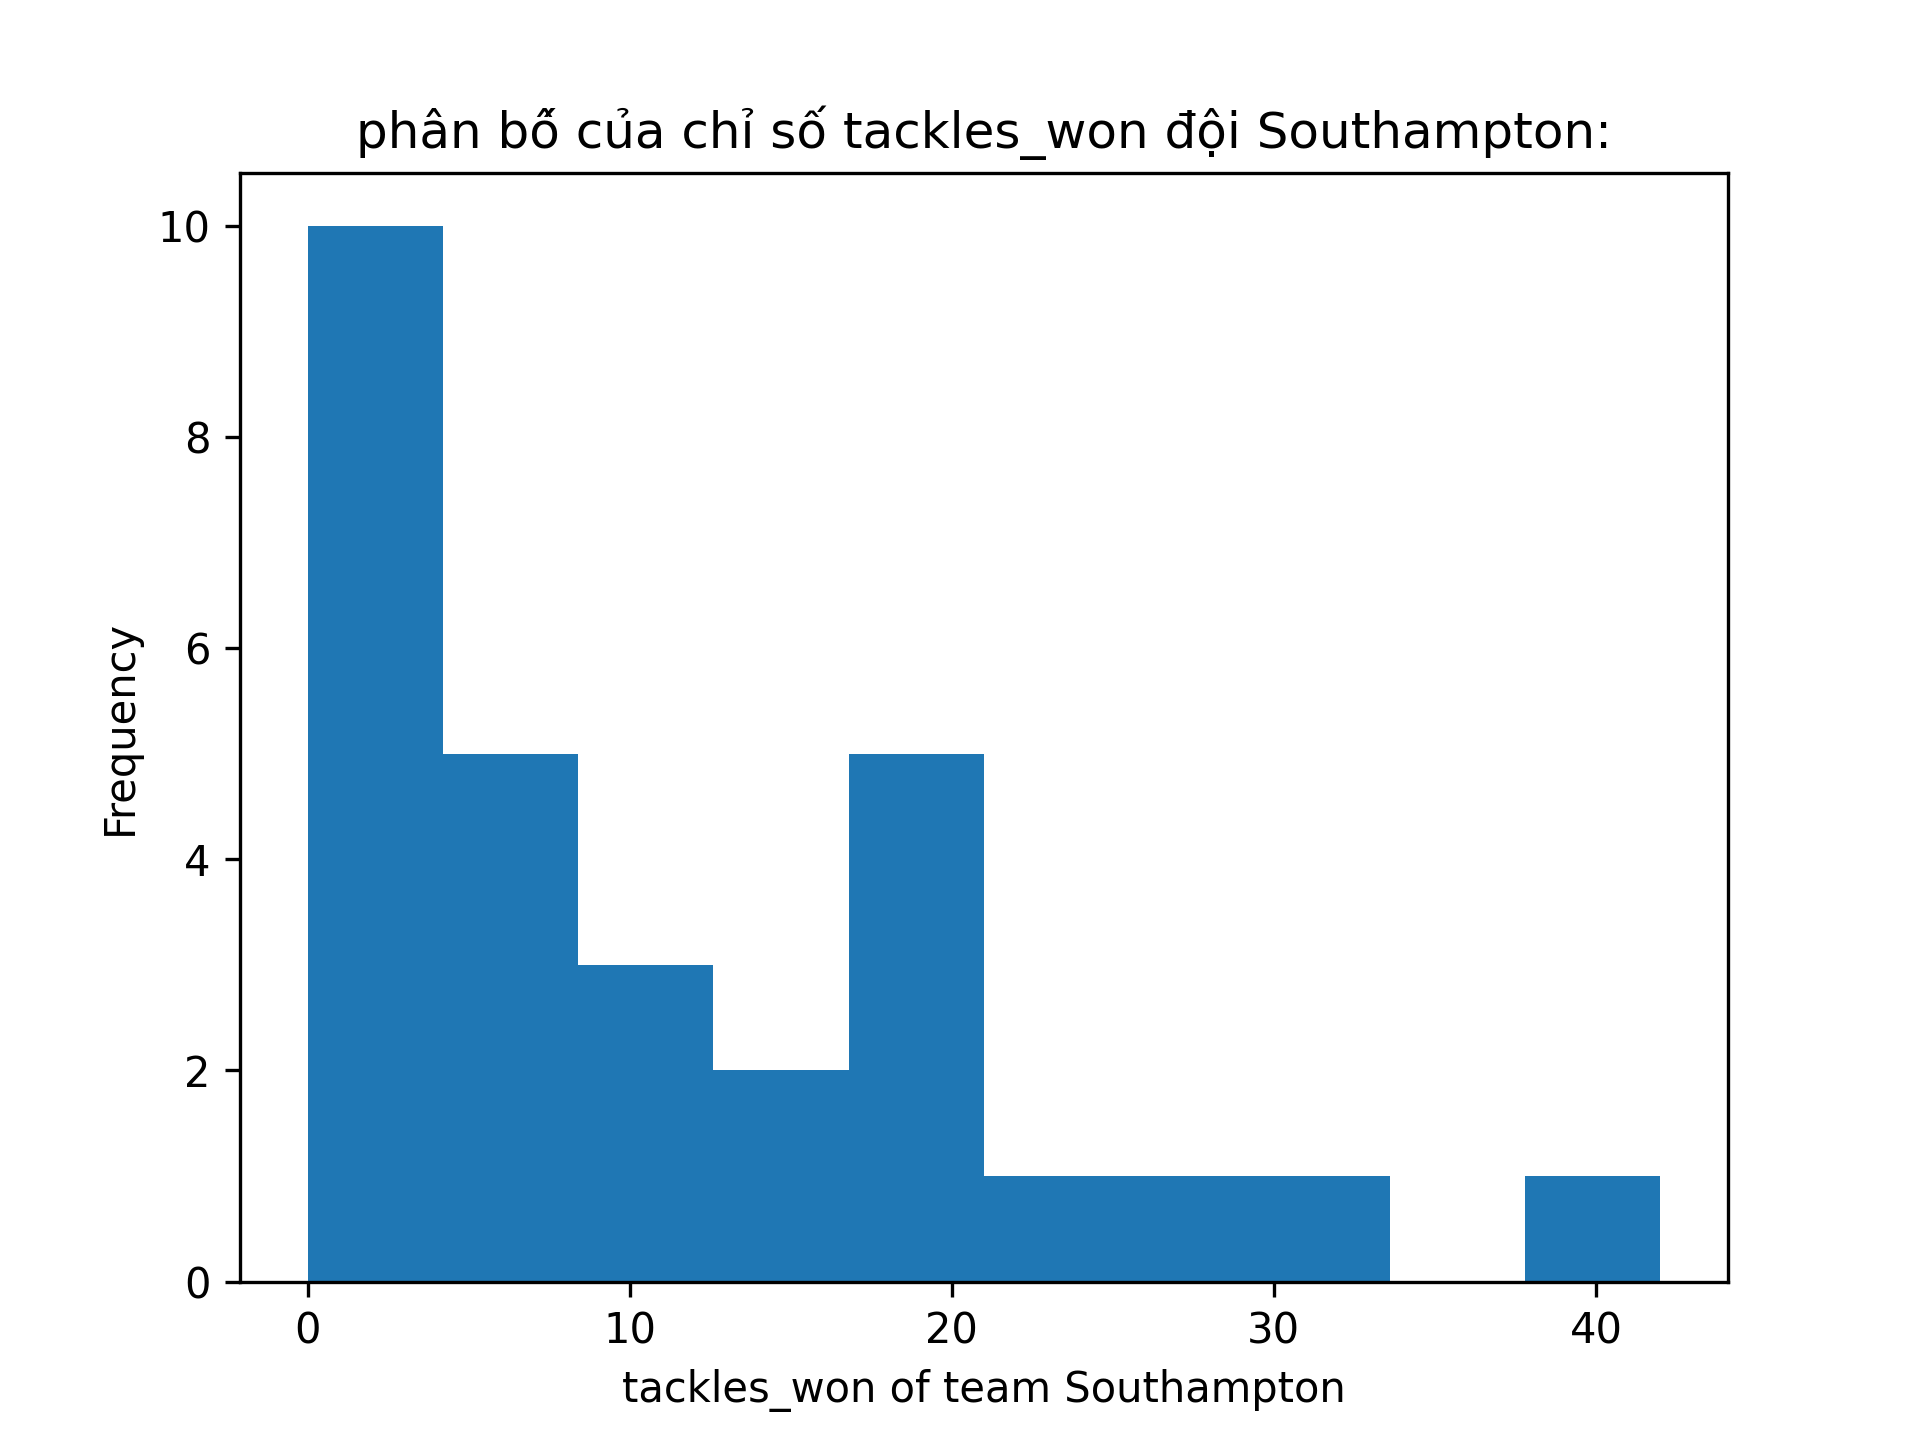 phân bố của chỉ số tackles_won đội Southampton:
10
8
6
4
2
0
Frequency
0 10 20 30 40
tackles_won of team Southampton